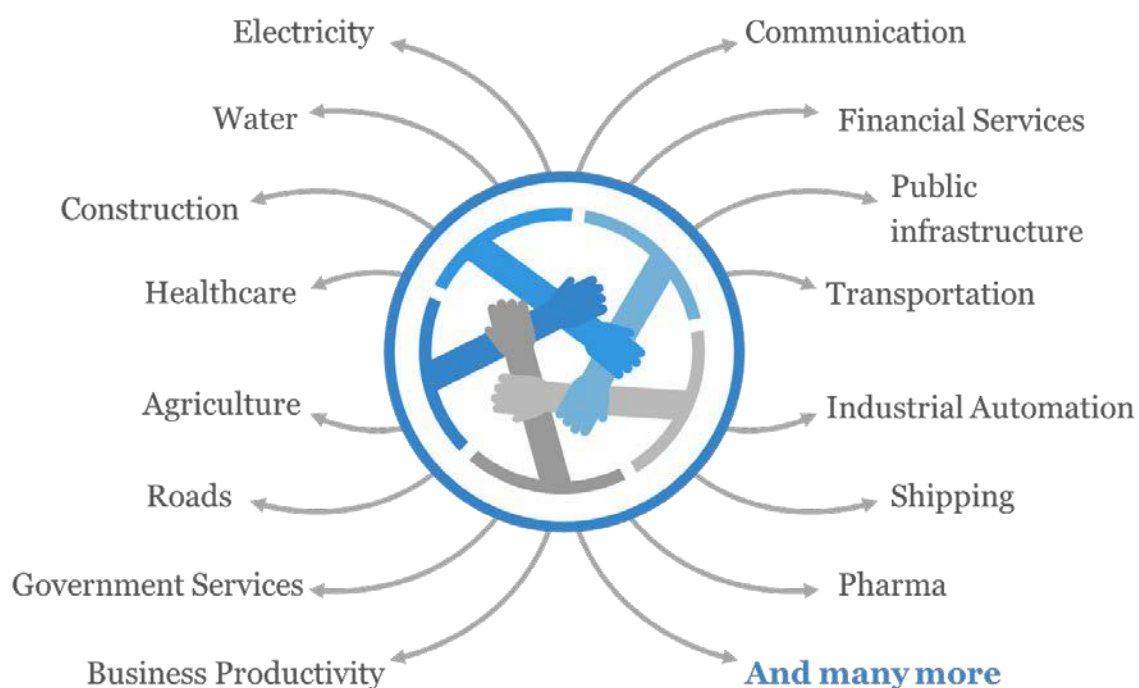 Electricity
Communication
Water
Financial Services
Construction
Public
infrastructure
Healthcare
Transportation
Agriculture
Industrial Automation
Roads
Shipping
Government Services
Pharma
Business Productivity
And many more